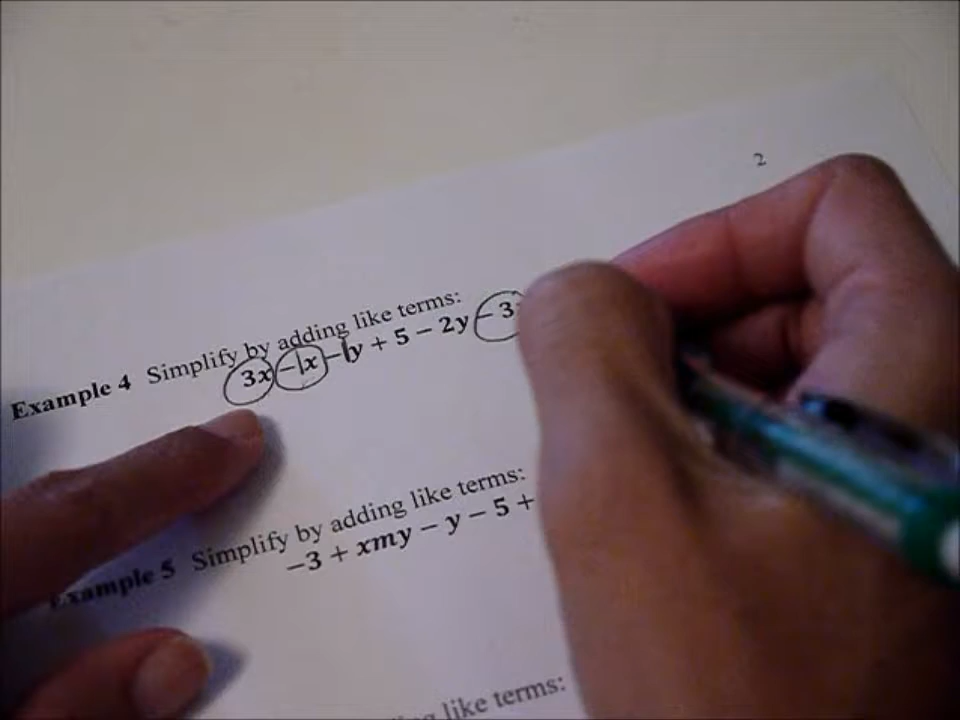 2
Example 4 Simplify by adding like terms:
3x - 1x - 1y + 5 - 2y - 3
Example 5 Simplify by adding like terms:
-3 + xmy - y - 5 +
like terms: